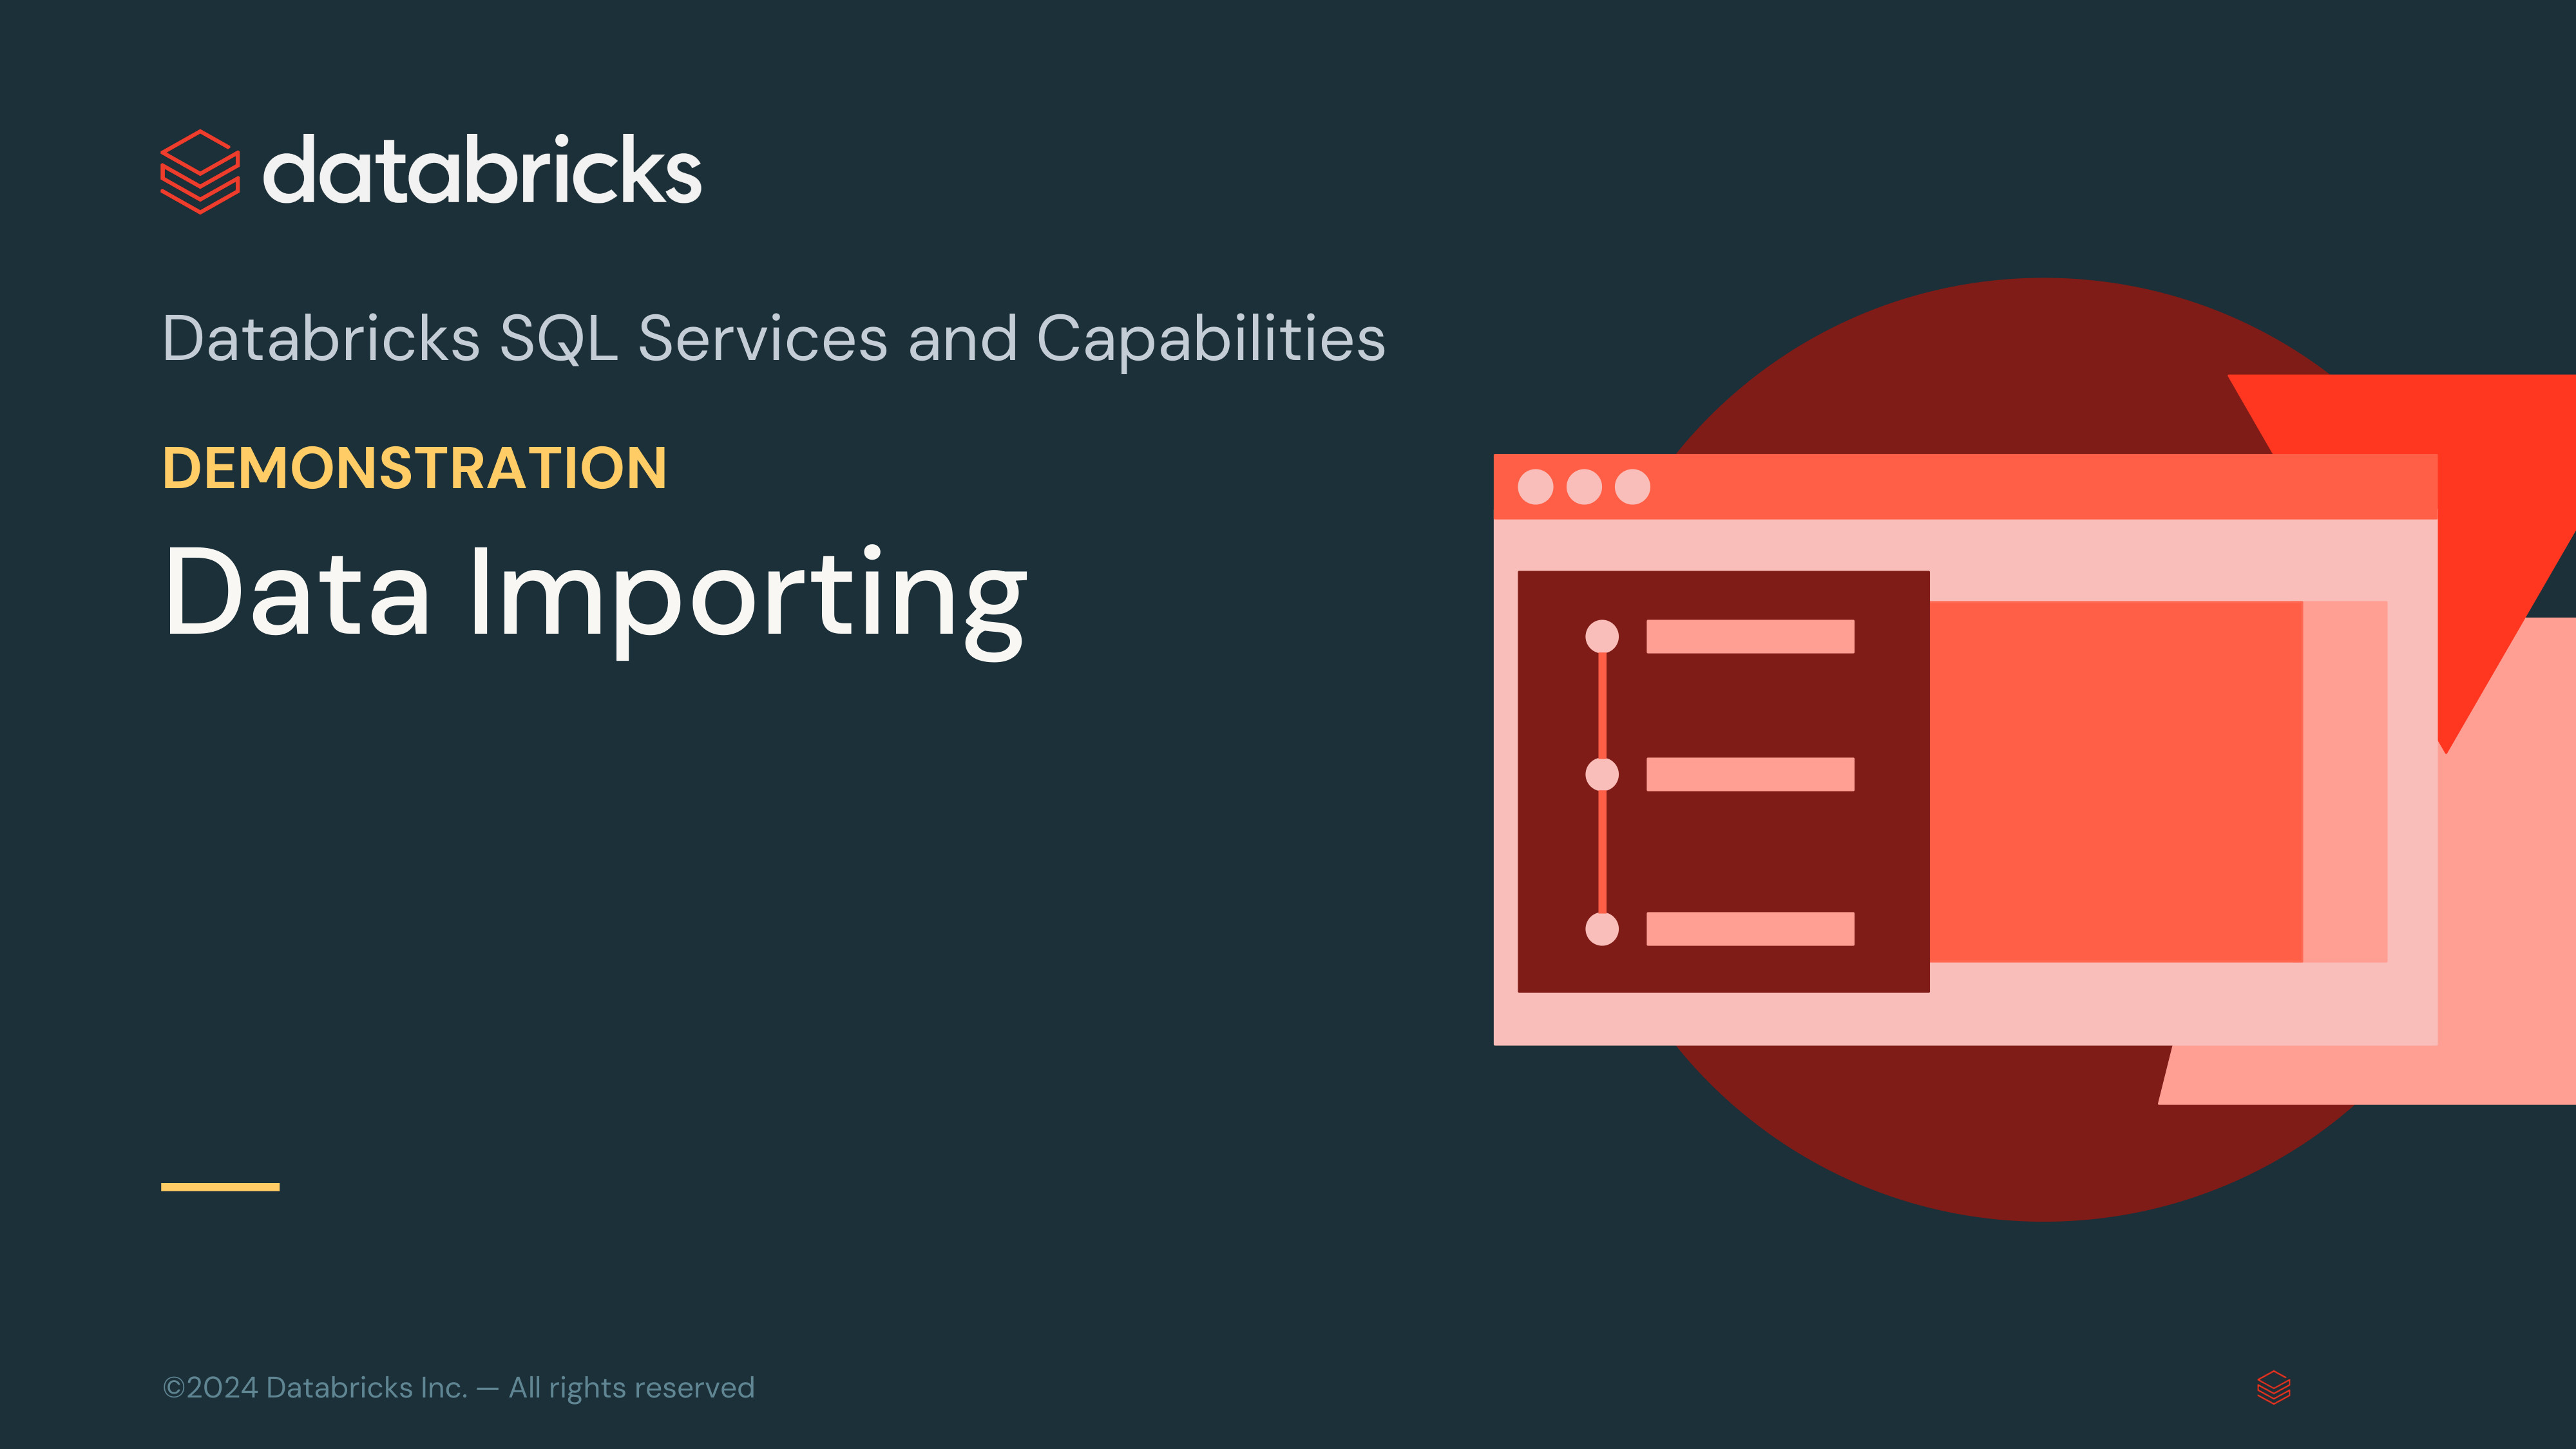 databricks
Databricks SQL Services and Capabilities
DEMONSTRATION
Data Importing
©2024 Databricks Inc. — All rights reserved